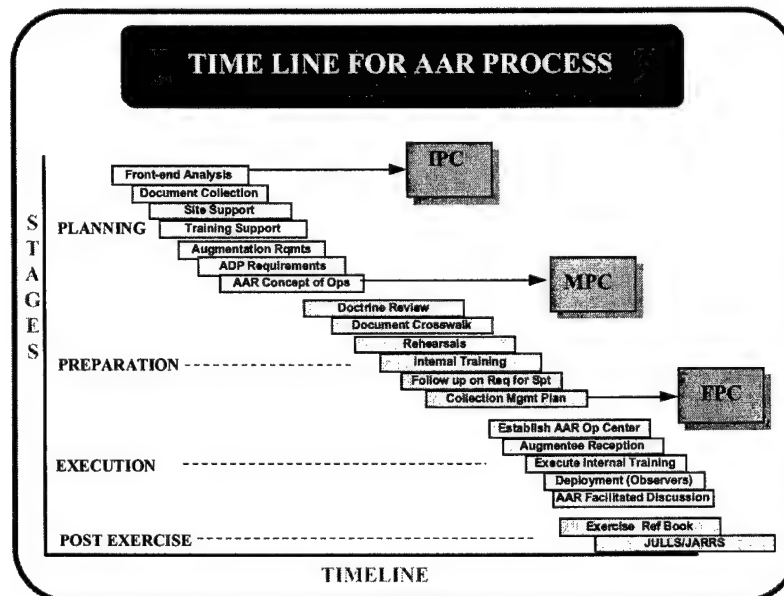 TIME LINE FOR AAR PROCESS
IPC
Front-end Analysis
Document Collection
Site Support
PLANNING
Training Support
Augmentation Rqmts
ADP Requirements
AAR Concept of Ops
MPC
STAGES
Doctrine Review
Document Crosswalk
Rehearsals
PREPARATION
Internal Training
Follow up on Req for Spt
Collection Mgmt Plan
FPC
Establish AAR Op Center
Augmentee Reception
EXECUTION
Execute Internal Training
Deployment (Observers)
AAR Facilitated Discussion
Exercise Ref Book
POST EXERCISE
JULLS/JARRS
TIMELINE